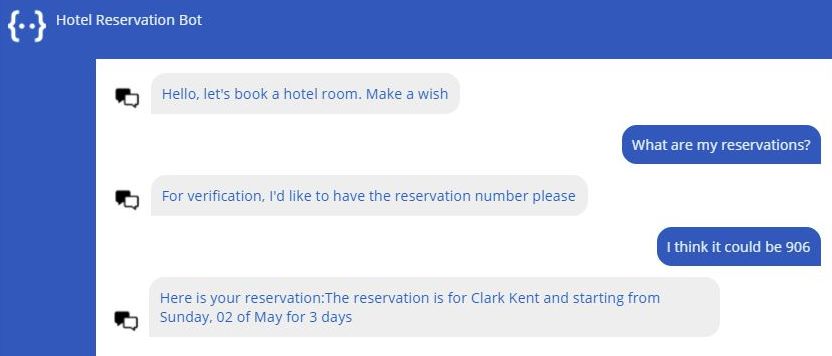 {··} Hotel Reservation Bot
Hello, let's book a hotel room. Make a wish
What are my reservations?
For verification, I'd like to have the reservation number please
I think it could be 906
Here is your reservation:The reservation is for Clark Kent and starting from
Sunday, 02 of May for 3 days